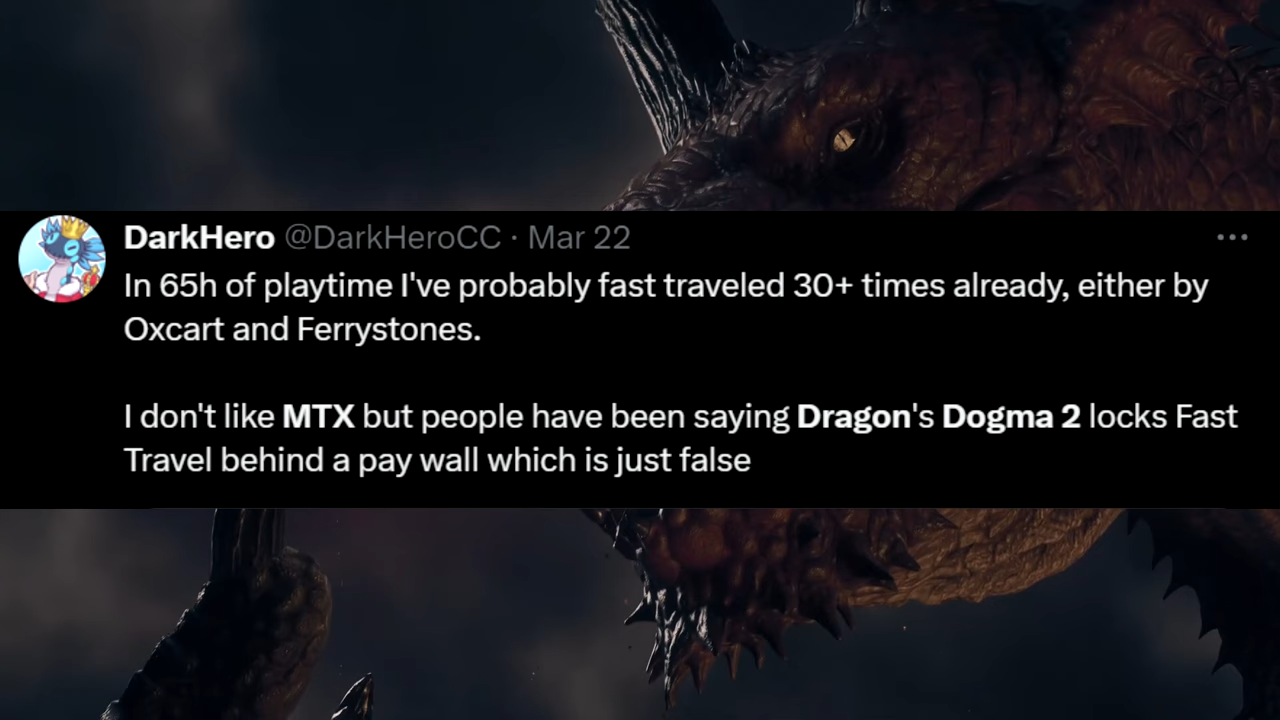 DarkHero @DarkHeroCC · Mar 22
In 65h of playtime I've probably fast traveled 30+ times already, either by
Oxcart and Ferrystones.
I don't like MTX but people have been saying Dragon's Dogma 2 locks Fast
Travel behind a pay wall which is just false